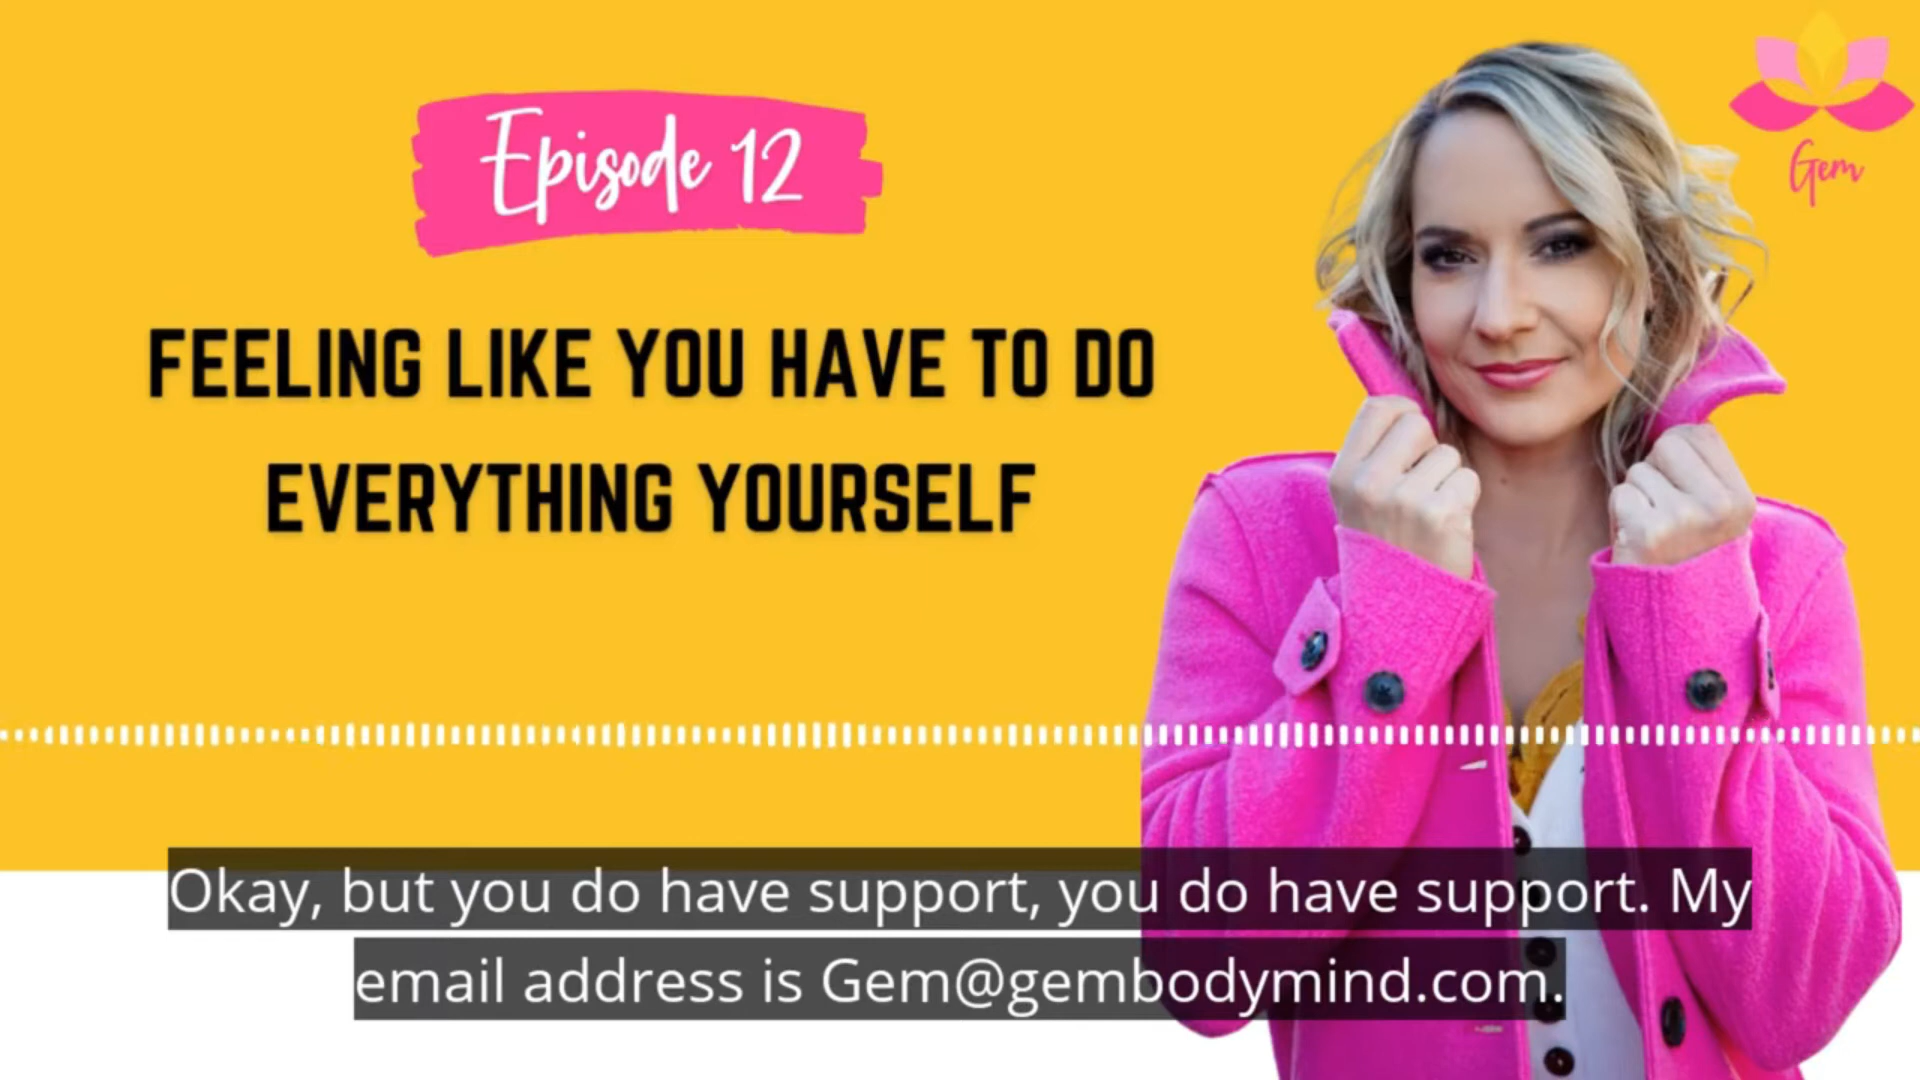 Episode 12
Gem
FEELING LIKE YOU HAVE TO DO
EVERYTHING YOURSELF
Okay, but you do have support, you do have support. My
email address is Gem@gembodymind.com.